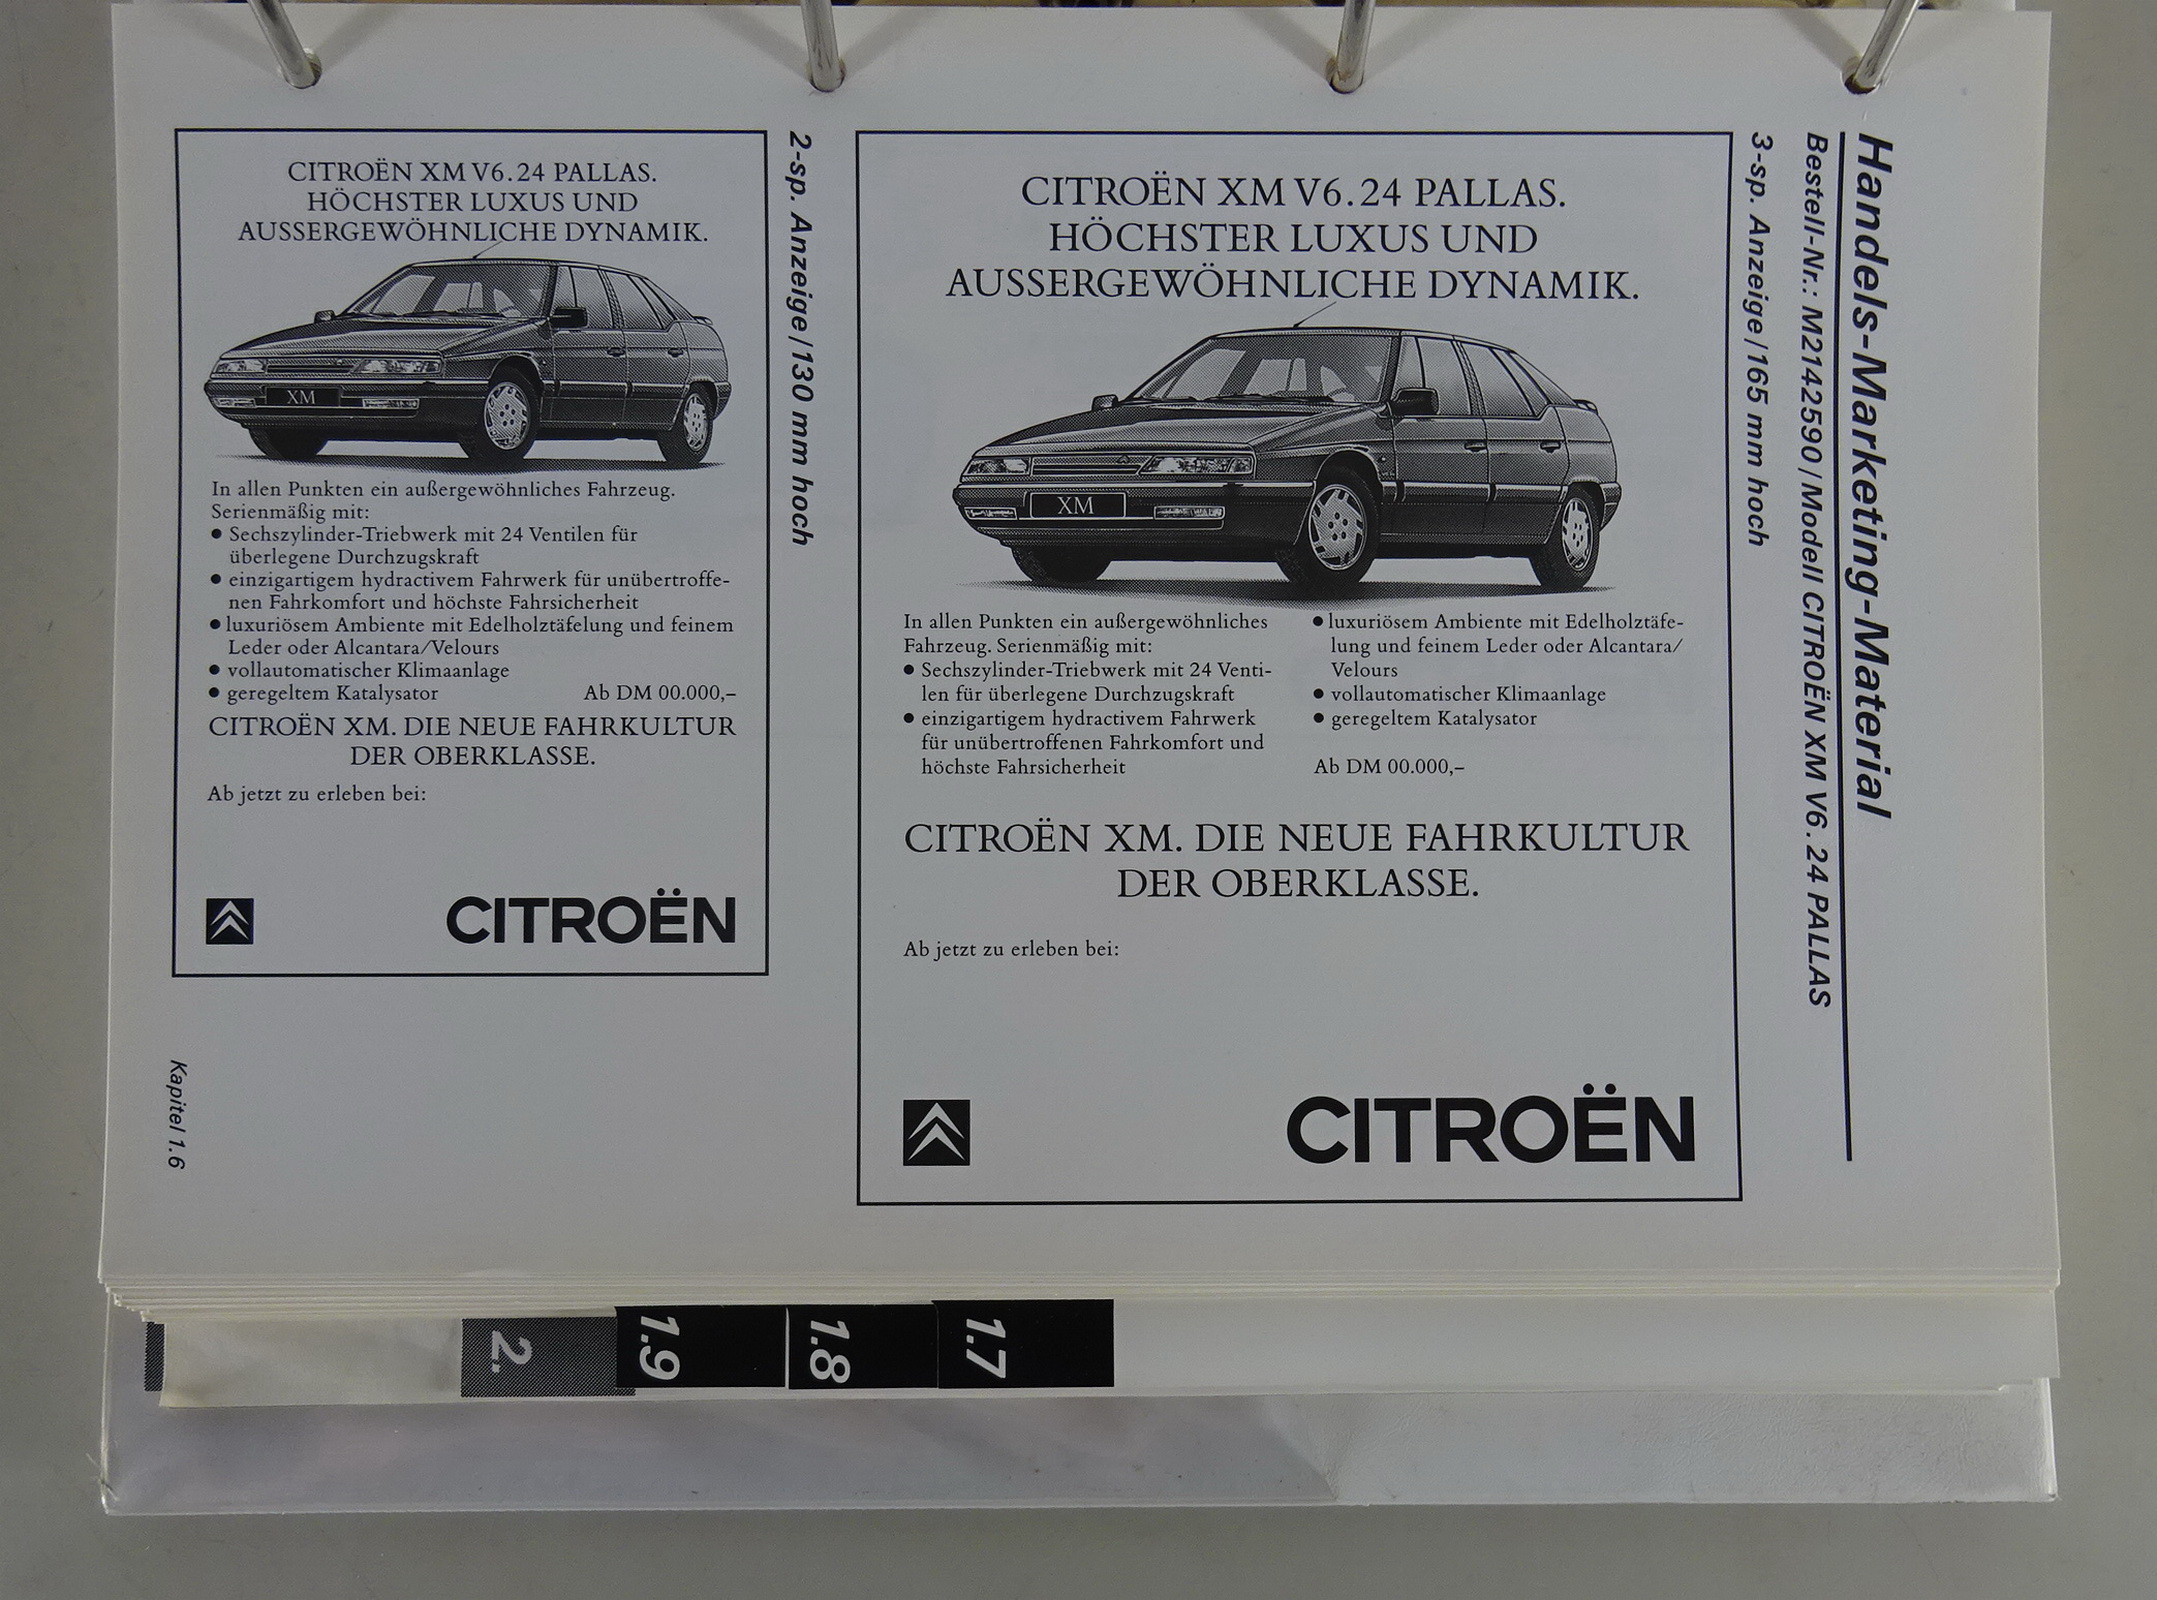 Handels-Marketing-Material
Bestell-Nr.: M2142590/Modell CITROËN XM V6.24 PALLAS
3-sp. Anzeige/165 mm hoch
CITROËN XM V6.24 PALLAS.
HÖCHSTER LUXUS UND
AUSSERGEWÖHNLICHE DYNAMIK.
XM
In allen Punkten ein außergewöhnliches
Fahrzeug. Serienmäßig mit:
● Sechszylinder-Triebwerk mit 24 Venti-
len für überlegene Durchzugskraft
● einzigartigem hydractivem Fahrwerk
für unübertroffenen Fahrkomfort und
höchste Fahrsicherheit
● luxuriösem Ambiente mit Edelholztäfe-
lung und feinem Leder oder Alcantara/
Velours
● vollautomatischer Klimaanlage
● geregeltem Katalysator
Ab DM 00.000,–
CITROËN XM. DIE NEUE FAHRKULTUR
DER OBERKLASSE.
Ab jetzt zu erleben bei:
CITROËN
2-sp. Anzeige/130 mm hoch
CITROËN XM V6.24 PALLAS.
HÖCHSTER LUXUS UND
AUSSERGEWÖHNLICHE DYNAMIK.
XM
In allen Punkten ein außergewöhnliches Fahrzeug.
Serienmäßig mit:
● Sechszylinder-Triebwerk mit 24 Ventilen für
überlegene Durchzugskraft
● einzigartigem hydractivem Fahrwerk für unübertroffe-
nen Fahrkomfort und höchste Fahrsicherheit
● luxuriösem Ambiente mit Edelholztäfelung und feinem
Leder oder Alcantara/Velours
● vollautomatischer Klimaanlage
● geregeltem Katalysator Ab DM 00.000,–
CITROËN XM. DIE NEUE FAHRKULTUR
DER OBERKLASSE.
Ab jetzt zu erleben bei:
CITROËN
Kapitel 1.6
1.7
1.8
1.9
2.